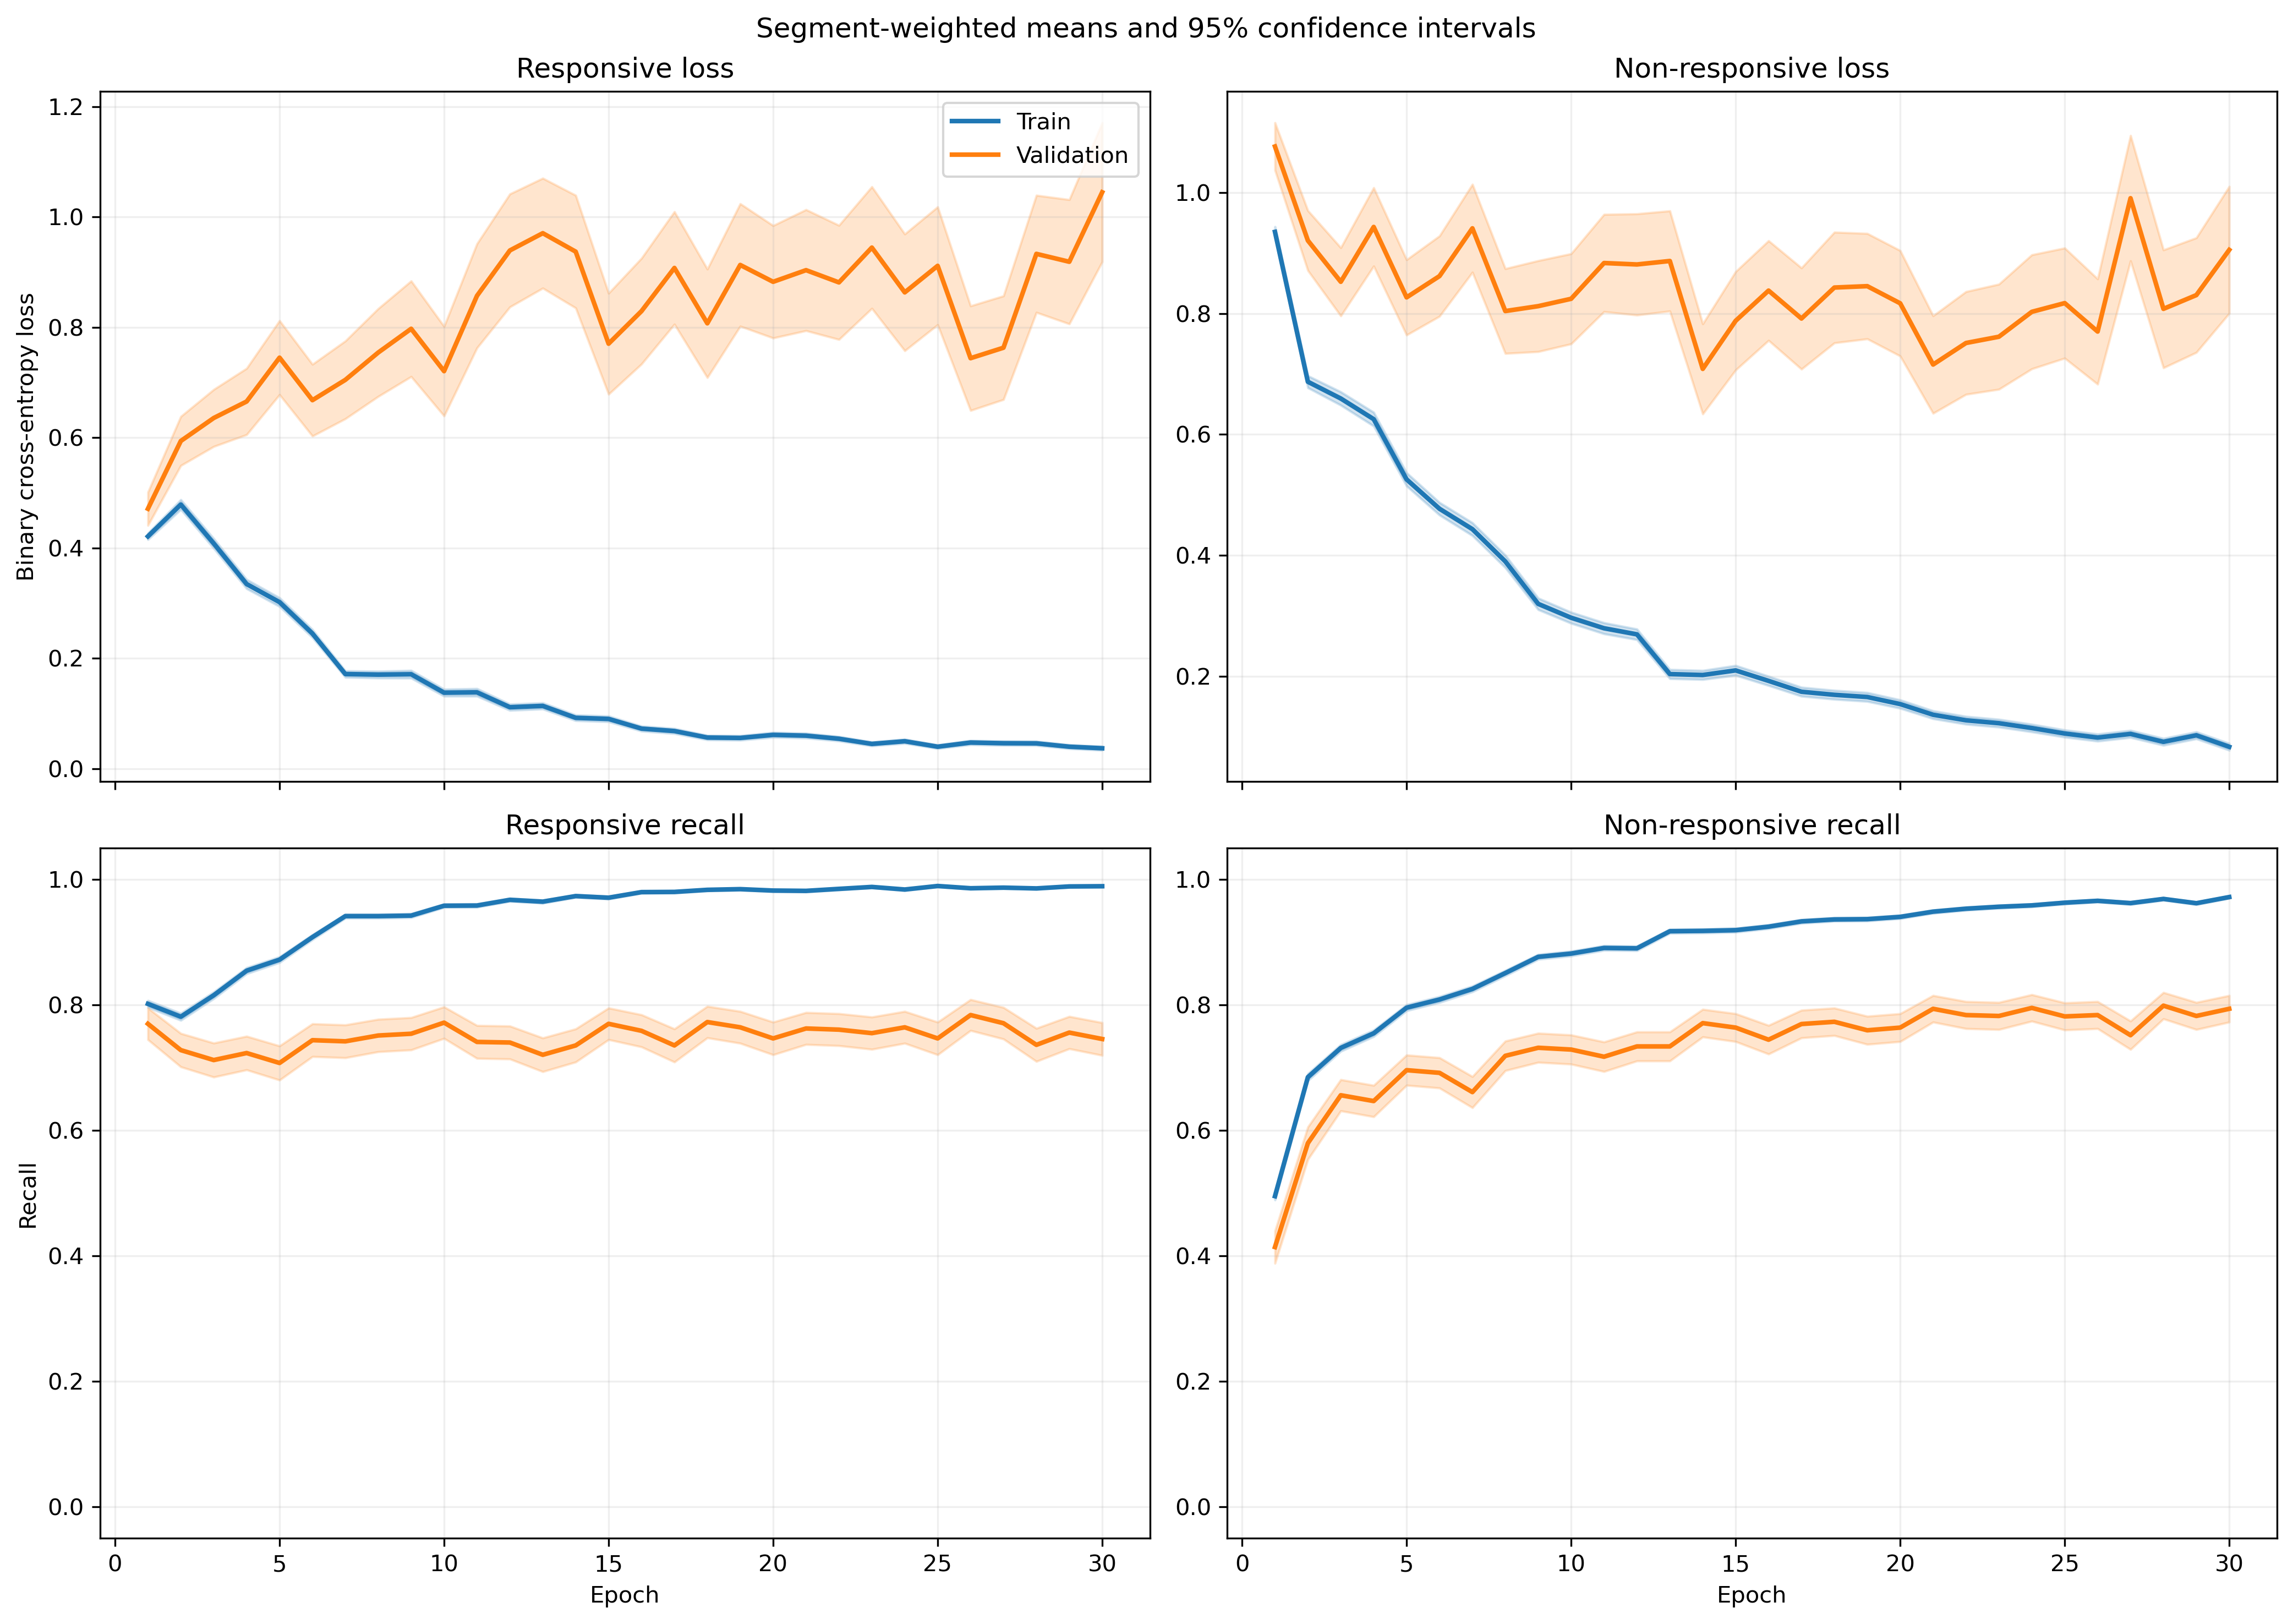 Segment-weighted means and 95% confidence intervals
Responsive loss
Non-responsive loss
Binary cross-entropy loss
1.2
1.0
0.8
0.6
0.4
0.2
0.0
Train
Validation
1.0
0.8
0.6
0.4
0.2
Responsive recall
Non-responsive recall
Recall
1.0
0.8
0.6
0.4
0.2
0.0
0 5 10 15 20 25 30
Epoch
1.0
0.8
0.6
0.4
0.2
0.0
0 5 10 15 20 25 30
Epoch